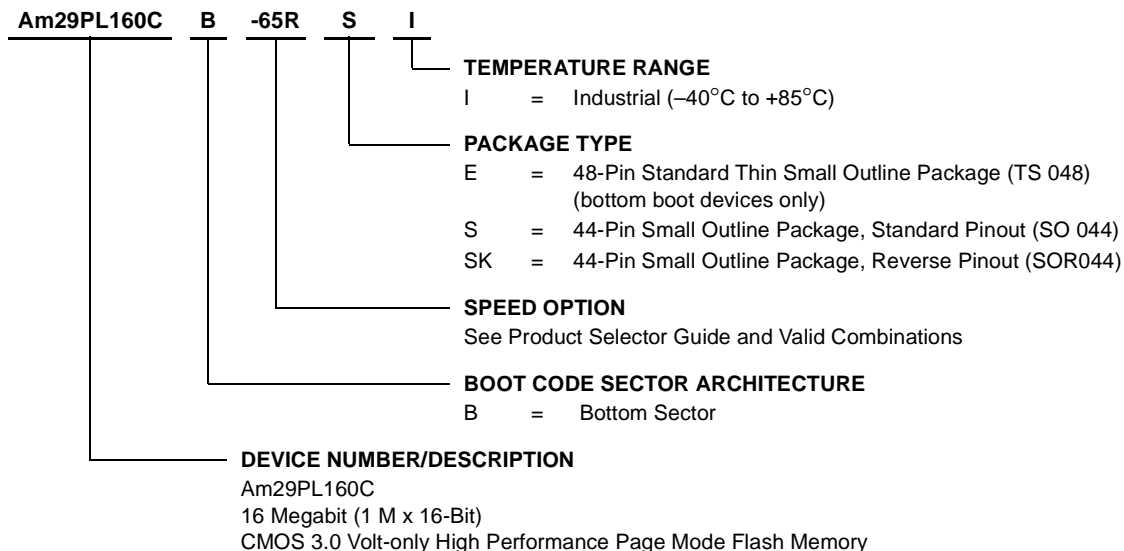 Am29PL160C B -65R S I
TEMPERATURE RANGE
I = Industrial (–40°C to +85°C)
PACKAGE TYPE
E = 48-Pin Standard Thin Small Outline Package (TS 048)
(bottom boot devices only)
S = 44-Pin Small Outline Package, Standard Pinout (SO 044)
SK = 44-Pin Small Outline Package, Reverse Pinout (SOR044)
SPEED OPTION
See Product Selector Guide and Valid Combinations
BOOT CODE SECTOR ARCHITECTURE
B = Bottom Sector
DEVICE NUMBER/DESCRIPTION
Am29PL160C
16 Megabit (1 M x 16-Bit)
CMOS 3.0 Volt-only High Performance Page Mode Flash Memory